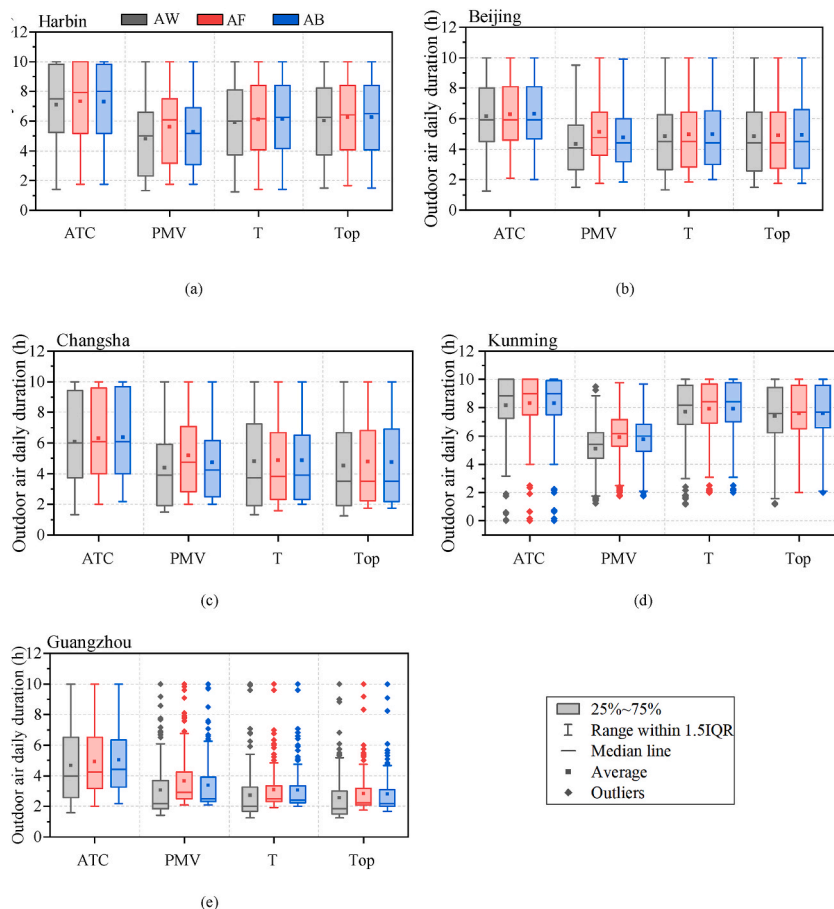 Harbin
AW AF AB
12
10
8
6
4
2
0
ATC PMV T Top
(a)
Beijing
Outdoor air daily duration (h)
12
10
8
6
4
2
0
ATC PMV T Top
(b)
Changsha
Outdoor air daily duration (h)
12
10
8
6
4
2
0
ATC PMV T Top
(c)
Kunming
Outdoor air daily duration (h)
12
10
8
6
4
2
0
ATC PMV T Top
(d)
Guangzhou
Outdoor air daily duration (h)
12
10
8
6
4
2
0
ATC PMV T Top
(e)
25%~75%
Range within 1.5IQR
Median line
Average
Outliers